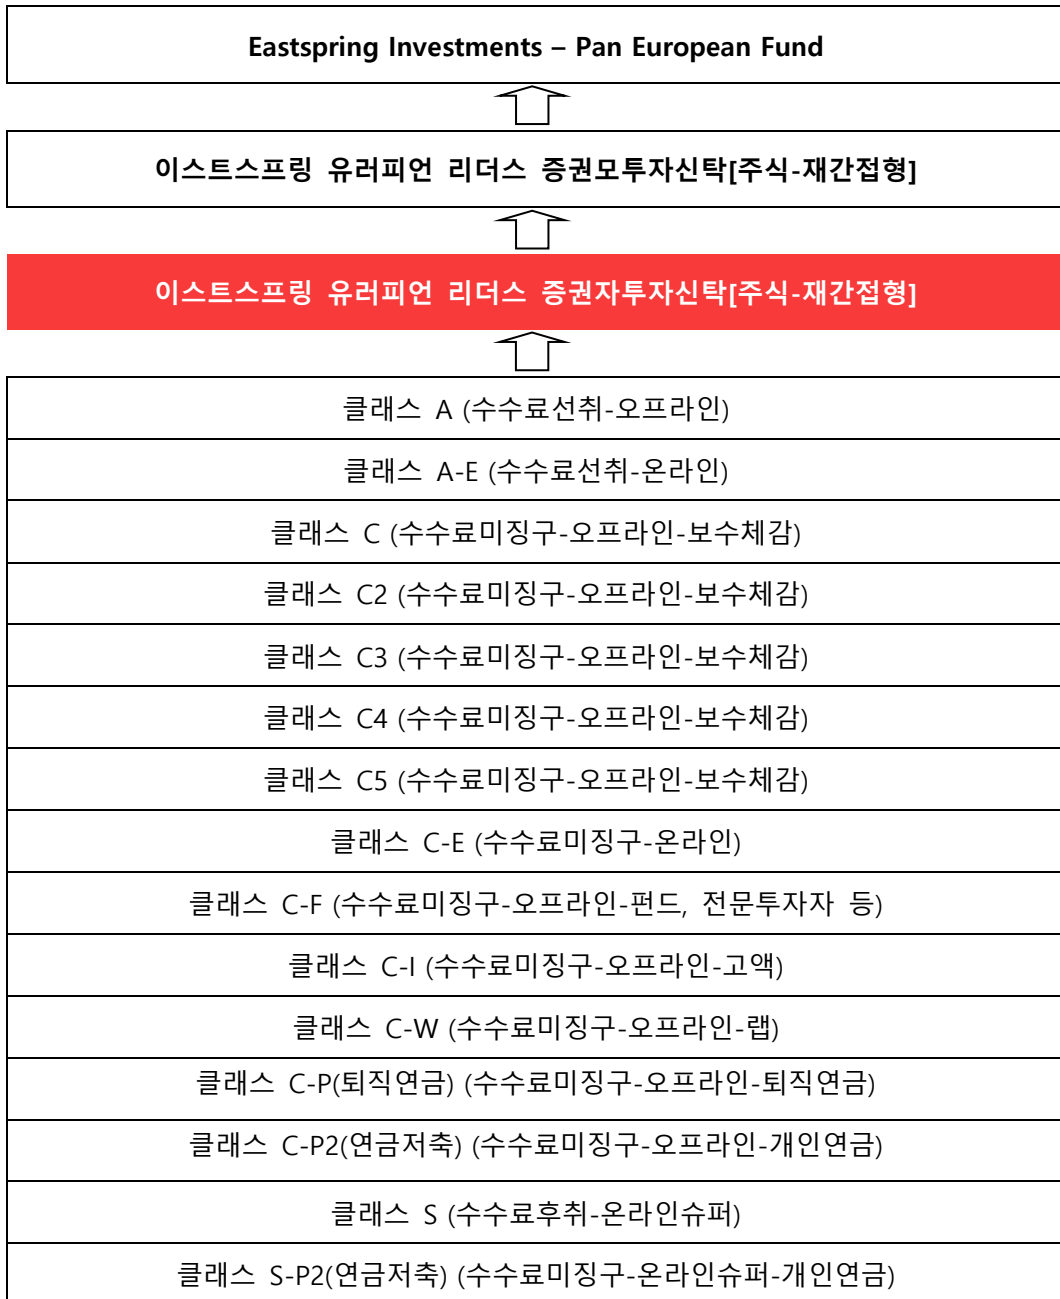 Eastspring Investments – Pan European Fund
이스트스프링 유러피언 리더스 증권모투자신탁[주식-재간접형]
이스트스프링 유러피언 리더스 증권자투자신탁[주식-재간접형]
클래스 A (수수료선취-오프라인)
클래스 A-E (수수료선취-온라인)
클래스 C (수수료미징구-오프라인-보수체감)
클래스 C2 (수수료미징구-오프라인-보수체감)
클래스 C3 (수수료미징구-오프라인-보수체감)
클래스 C4 (수수료미징구-오프라인-보수체감)
클래스 C5 (수수료미징구-오프라인-보수체감)
클래스 C-E (수수료미징구-온라인)
클래스 C-F (수수료미징구-오프라인-펀드, 전문투자자 등)
클래스 C-I (수수료미징구-오프라인-고액)
클래스 C-W (수수료미징구-오프라인-랩)
클래스 C-P(퇴직연금) (수수료미징구-오프라인-퇴직연금)
클래스 C-P2(연금저축) (수수료미징구-오프라인-개인연금)
클래스 S (수수료후취-온라인슈퍼)
클래스 S-P2(연금저축) (수수료미징구-온라인슈퍼-개인연금)